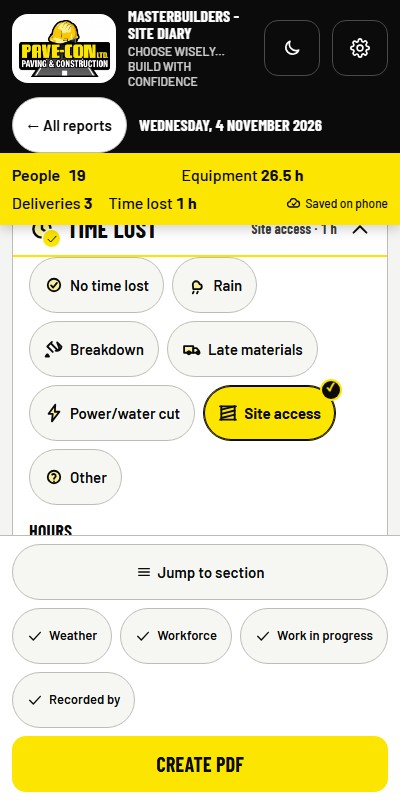 MASTERBUILDERS -
SITE DIARY
CHOOSE WISELY...
BUILD WITH
CONFIDENCE
PAVE-CON LTD.
PAVING & CONSTRUCTION
← All reports
WEDNESDAY, 4 NOVEMBER 2026
People 19
Equipment 26.5 h
Deliveries 3
Time lost 1 h
Saved on phone
TIME LOST
Site access · 1 h
No time lost
Rain
Breakdown
Late materials
Power/water cut
Site access
Other
HOURS
Jump to section
Weather
Workforce
Work in progress
Recorded by
CREATE PDF